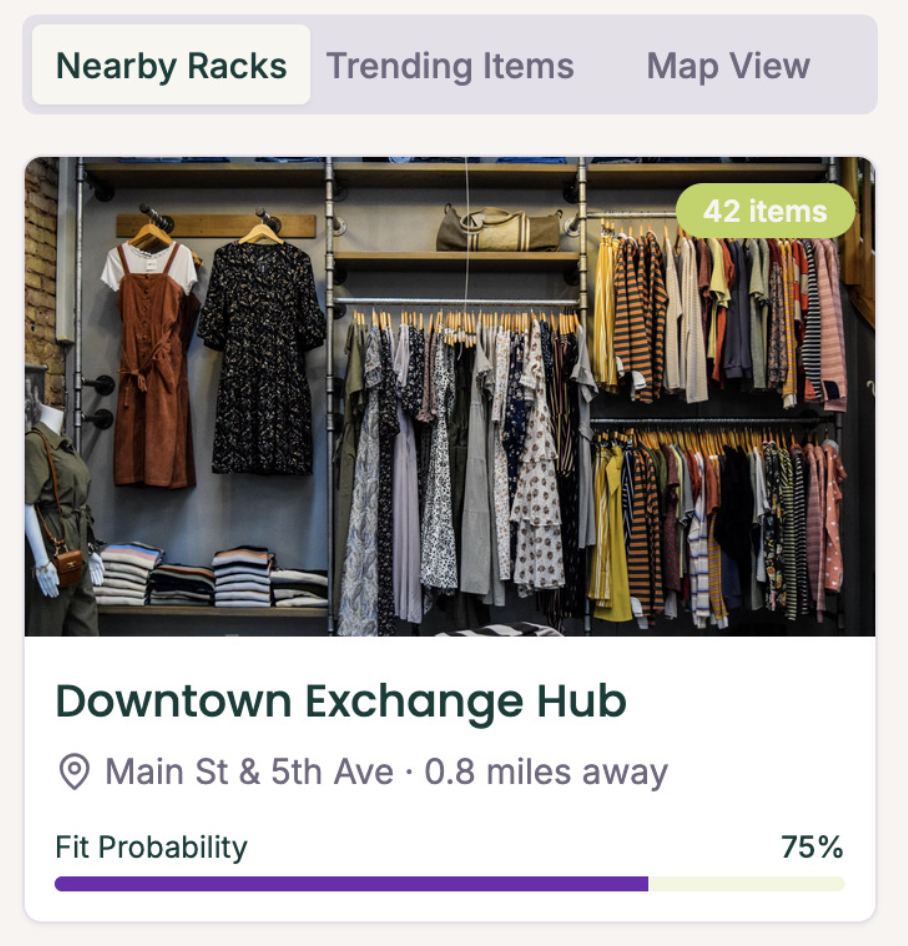 Nearby Racks Trending Items Map View
42 items
Downtown Exchange Hub
Main St & 5th Ave · 0.8 miles away
Fit Probability 75%